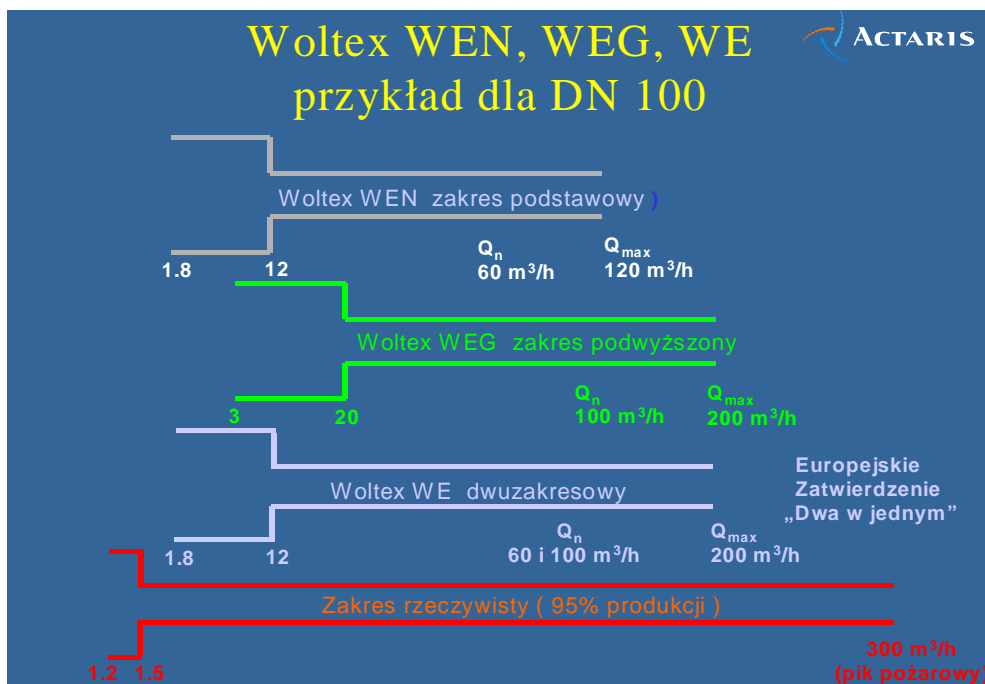 Woltex WEN, WEG, WE
przykład dla DN 100
ACTARIS
Woltex WEN zakres podstawowy )
1.8
12
Qn
60 m³/h
Qmax
120 m³/h
Woltex WEG zakres podwyższony
3
20
Qn
100 m³/h
Qmax
200 m³/h
Woltex WE dwuzakresowy
Europejskie
Zatwierdzenie
„Dwa w jednym”
1.8
12
Qn
60 i 100 m³/h
Qmax
200 m³/h
Zakres rzeczywisty ( 95% produkcji )
1.2
1.5
300 m³/h
(pik pożarowy)